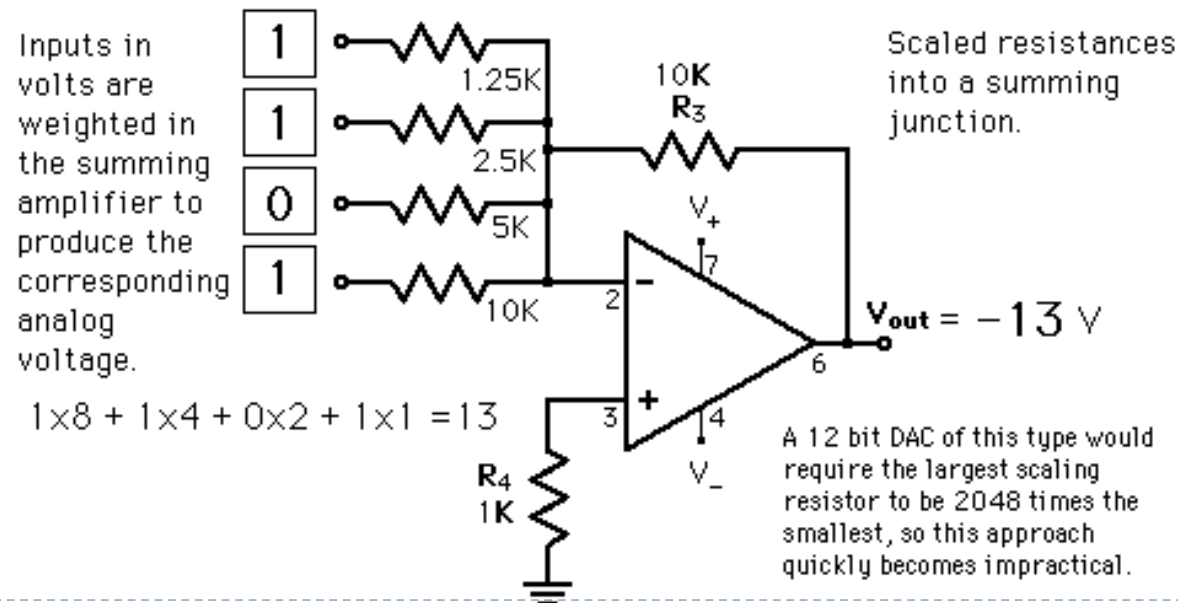 Inputs in
volts are
weighted in
the summing
amplifier to
produce the
corresponding
analog
voltage.
1
1
0
1
1.25K
2.5K
5K
10K
10K
R3
Scaled resistances
into a summing
junction.
V+
7
2
-
6
3
+
4
V_
Vout = -13 V
1x8 + 1x4 + 0x2 + 1x1 =13
R4
1K
A 12 bit DAC of this type would
require the largest scaling
resistor to be 2048 times the
smallest, so this approach
quickly becomes impractical.